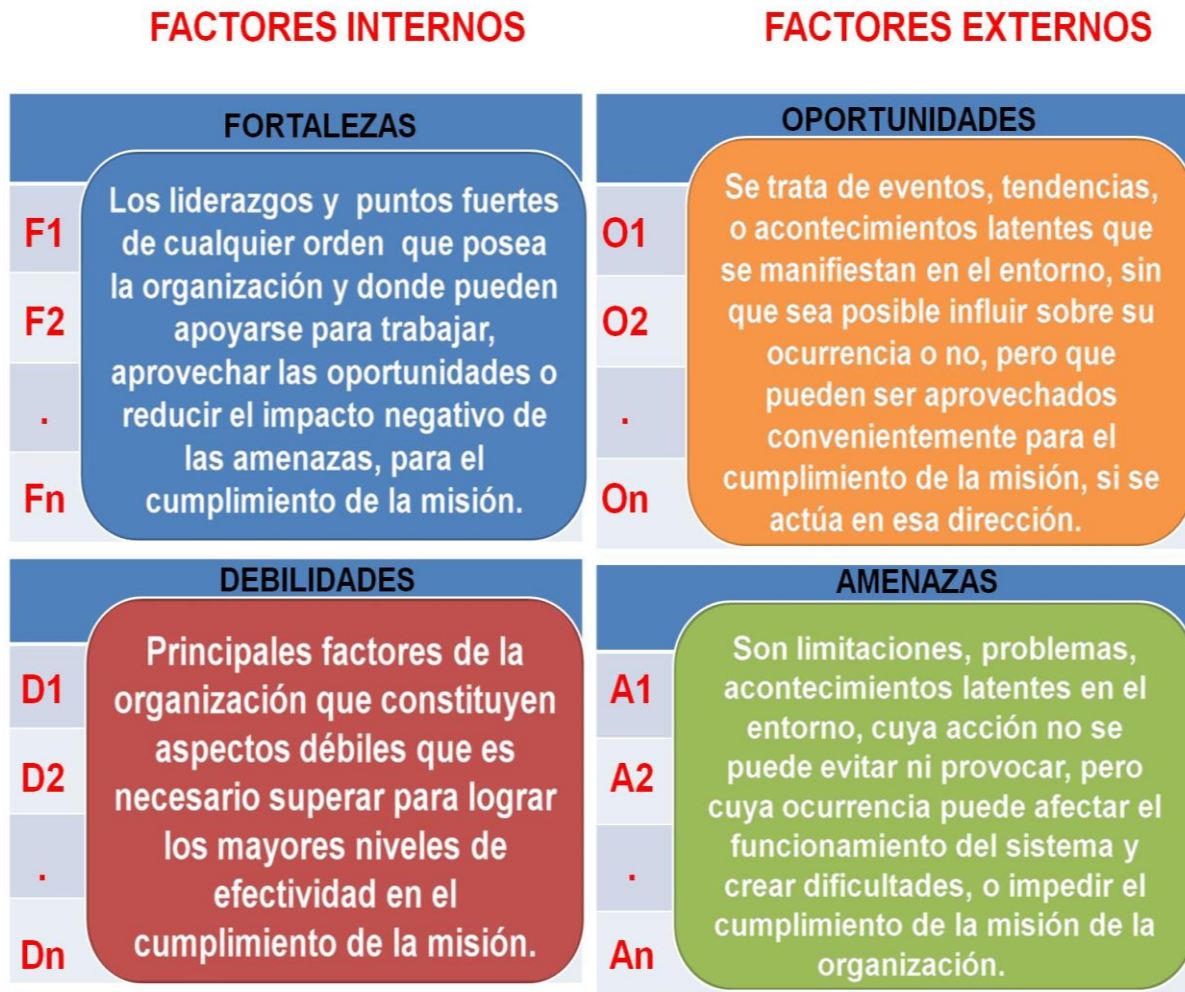 FACTORES INTERNOS
FACTORES EXTERNOS
FORTALEZAS
F1
F2
.
Fn
Los liderazgos y puntos fuertes
de cualquier orden que posea
la organización y donde pueden
apoyarse para trabajar,
aprovechar las oportunidades o
reducir el impacto negativo de
las amenazas, para el
cumplimiento de la misión.
OPORTUNIDADES
O1
O2
.
On
Se trata de eventos, tendencias,
o acontecimientos latentes que
se manifiestan en el entorno, sin
que sea posible influir sobre su
ocurrencia o no, pero que
pueden ser aprovechados
convenientemente para el
cumplimiento de la misión, si se
actúa en esa dirección.
DEBILIDADES
D1
D2
.
Dn
Principales factores de la
organización que constituyen
aspectos débiles que es
necesario superar para lograr
los mayores niveles de
efectividad en el
cumplimiento de la misión.
AMENAZAS
A1
A2
.
An
Son limitaciones, problemas,
acontecimientos latentes en el
entorno, cuya acción no se
puede evitar ni provocar, pero
cuya ocurrencia puede afectar el
funcionamiento del sistema y
crear dificultades, o impedir el
cumplimiento de la misión de la
organización.